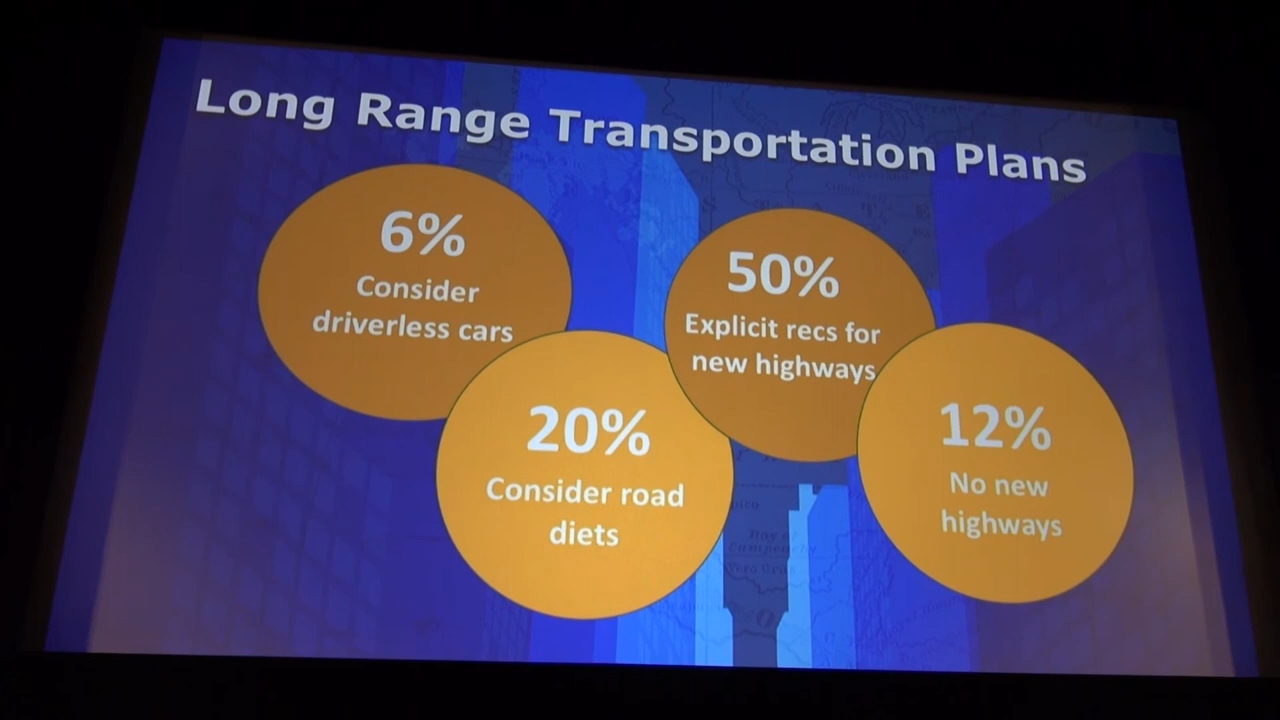 Long Range Transportation Plans
6%
Consider
driverless cars
50%
Explicit recs for
new highways
20%
Consider road
diets
12%
No new
highways